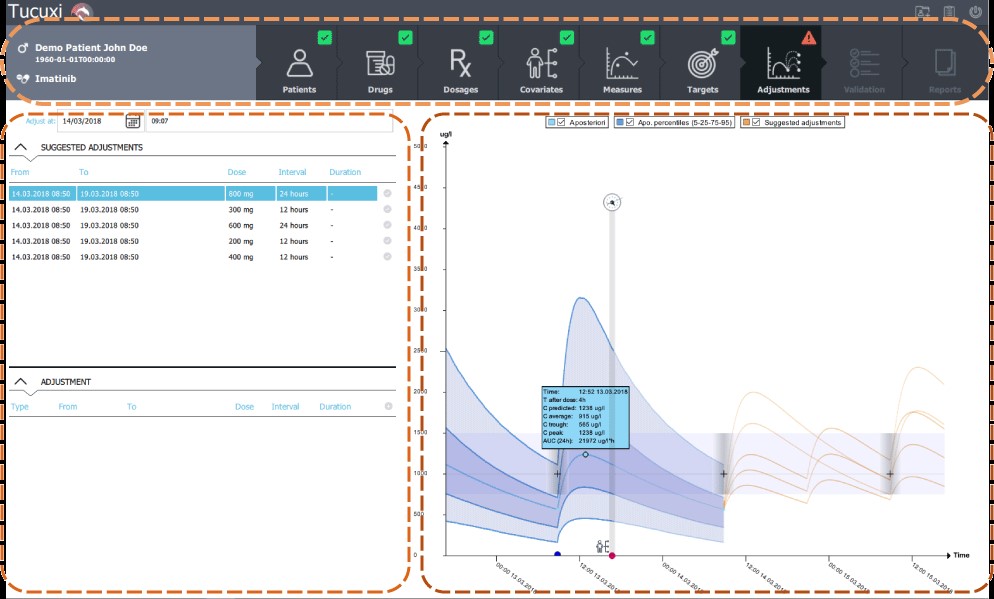 Tucuxi
Demo Patient John Doe
1960-01-01T00:00:00
Imatinib
Patients
Drugs
Dosages
Covariates
Measures
Targets
Adjustments
Validation
Reports
Adjust at: 14/03/2018 09:07
SUGGESTED ADJUSTMENTS
From To Dose Interval Duration
14.03.2018 08:50 19.03.2018 08:50 800 mg 24 hours -
14.03.2018 08:50 19.03.2018 08:50 300 mg 12 hours -
14.03.2018 08:50 19.03.2018 08:50 600 mg 24 hours -
14.03.2018 08:50 19.03.2018 08:50 200 mg 12 hours -
14.03.2018 08:50 19.03.2018 08:50 400 mg 12 hours -
ADJUSTMENT
Type From To Dose Interval Duration
Aposteriori Apo. percentiles (5-25-75-95) Suggested adjustments
ug/l
5000
4500
3500
3000
2500
2000
1500
1000
500
0
Time: 12:52 13.03.2018
T after dose: 4h
C predicted: 1238 ug/l
C average: 915 ug/l
C trough: 565 ug/l
C peak: 1238 ug/l
AUC (24h): 21972 ug/l*h
Time
00:00 13.03.201
12:00 13.03.2
00:00 14.03.201
12:00 14.03.201
00:00 15.03.201
12:00 15.03.201